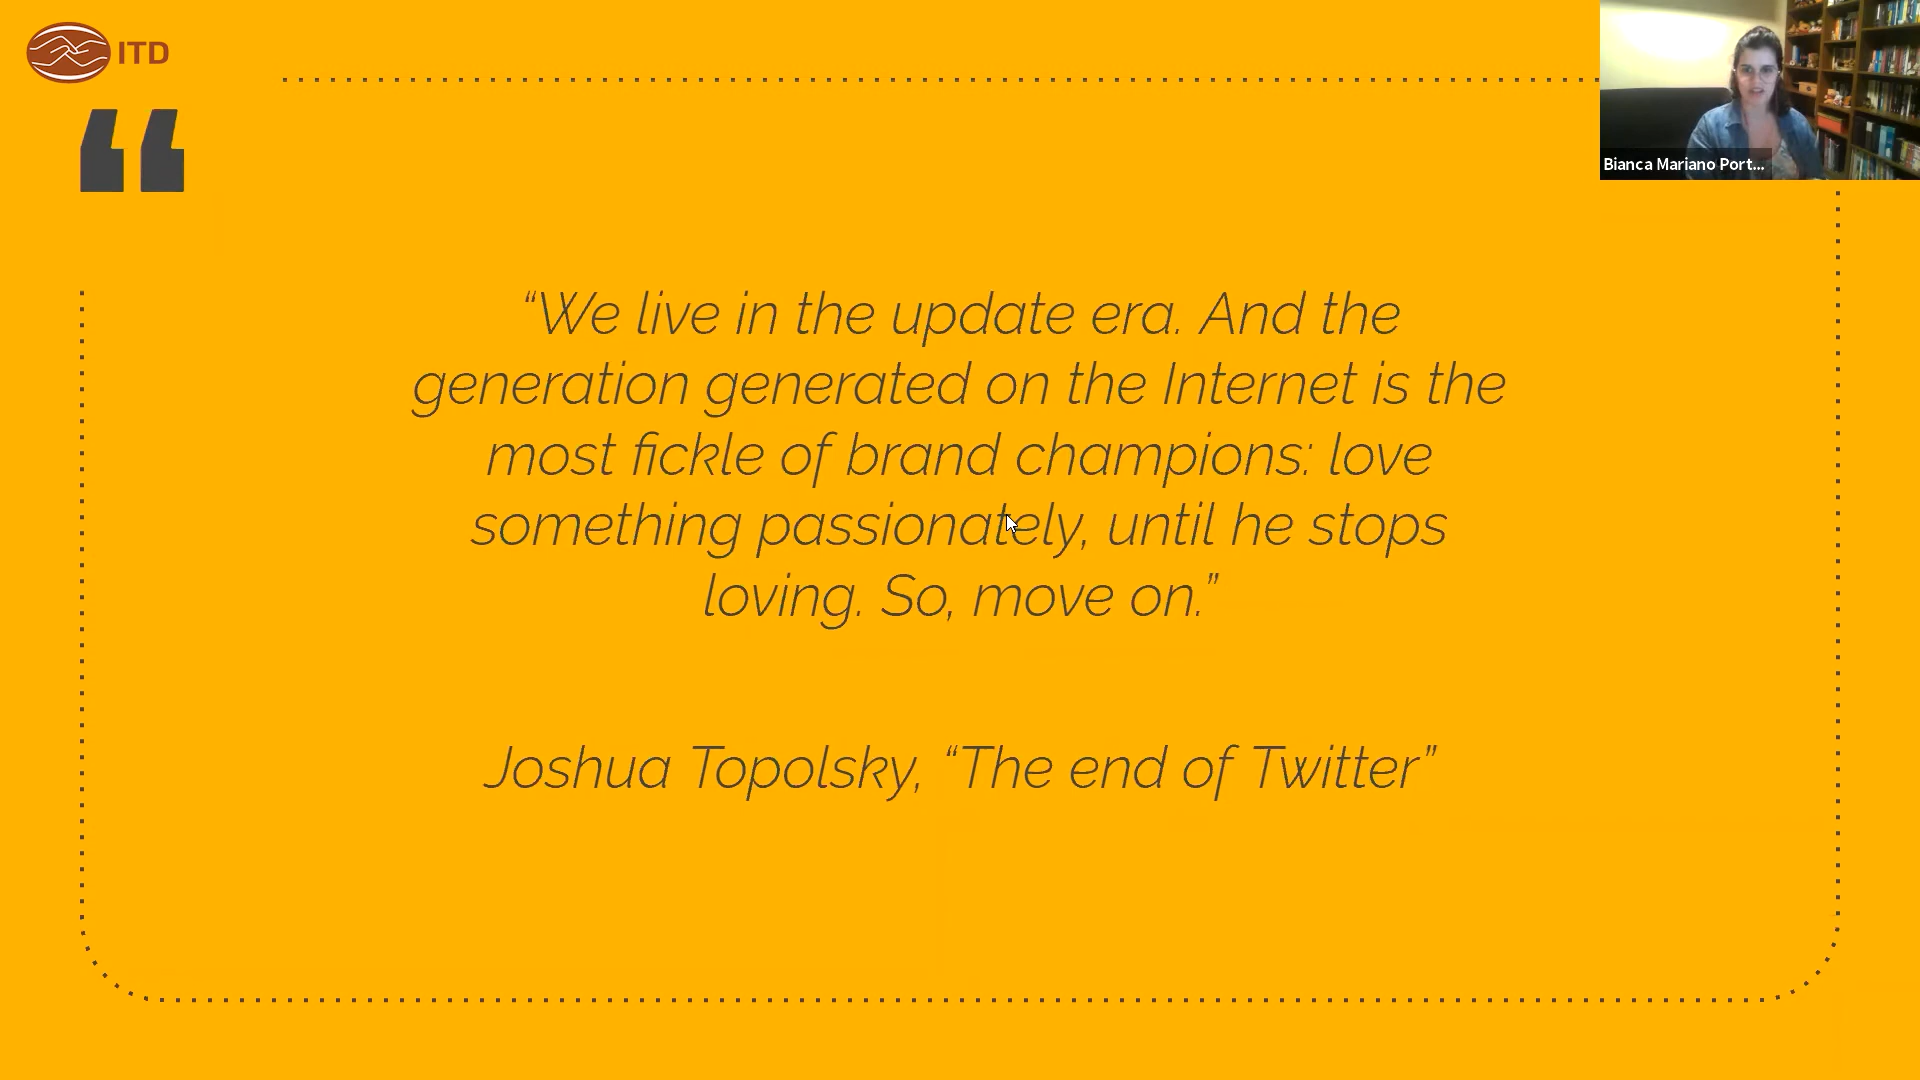 ITD
Bianca Mariano Port...
“We live in the update era. And the
generation generated on the Internet is the
most fickle of brand champions: love
something passionately, until he stops
loving. So, move on.”
Joshua Topolsky, “The end of Twitter”